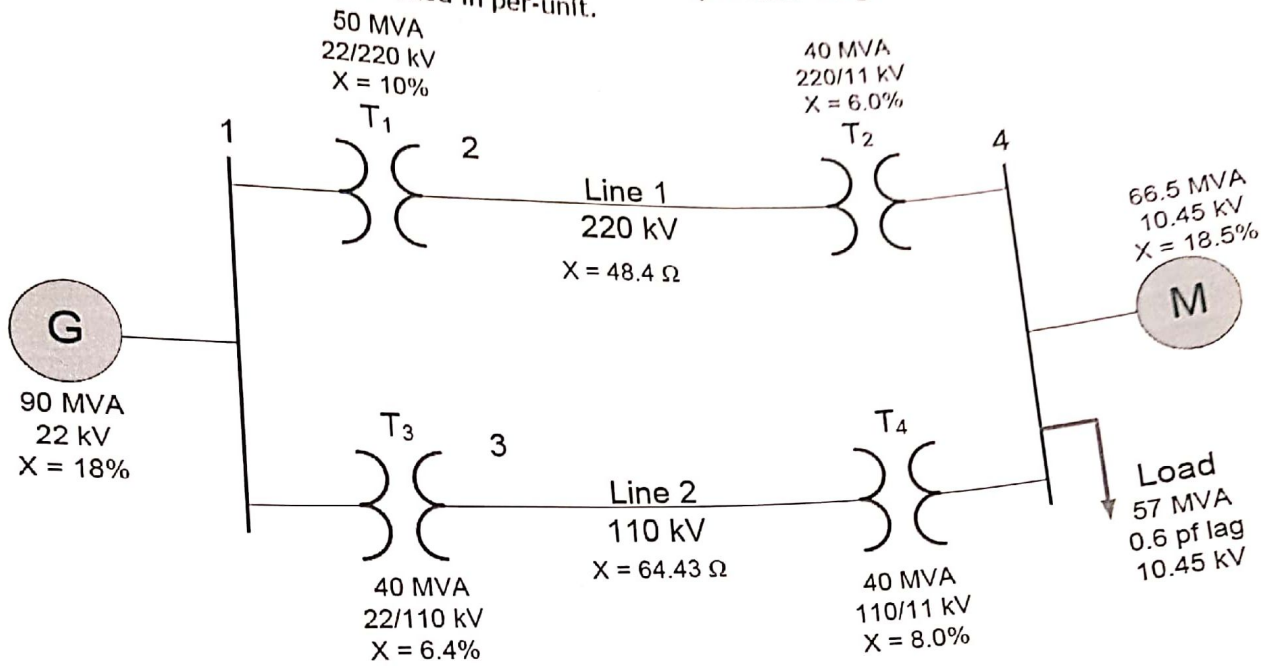 in per-unit.
50 MVA
22/220 kV
X = 10%
T1
40 MVA
220/11 kV
X = 6.0%
T2
1
2
4
Line 1
220 kV
X = 48.4 Ω
66.5 MVA
10.45 kV
X = 18.5%
M
G
90 MVA
22 kV
X = 18%
T3
3
T4
Line 2
110 kV
X = 64.43 Ω
40 MVA
22/110 kV
X = 6.4%
40 MVA
110/11 kV
X = 8.0%
Load
57 MVA
0.6 pf lag
10.45 kV